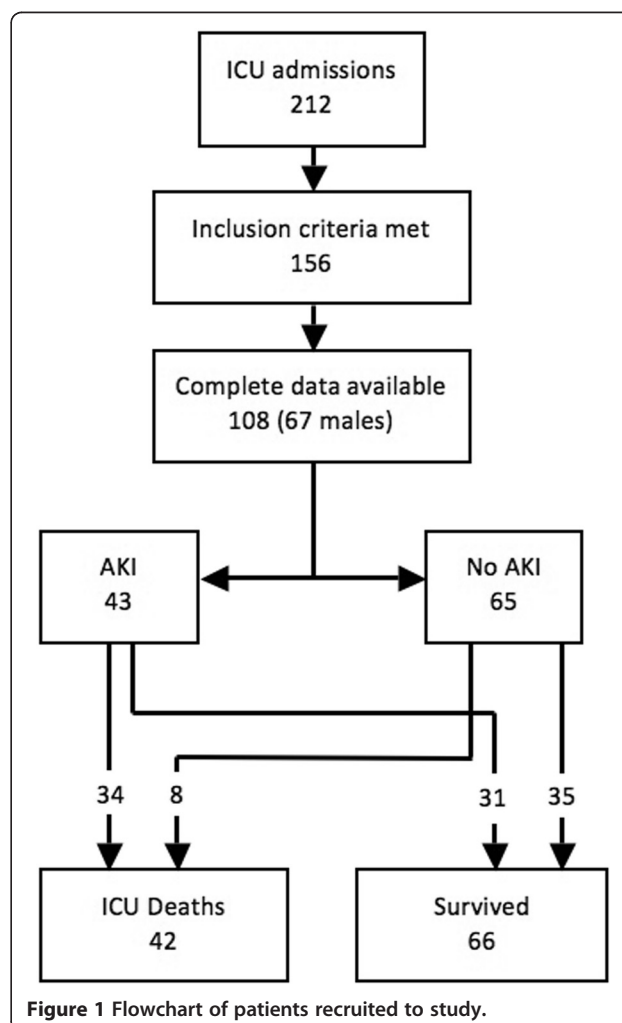 ICU admissions
212
Inclusion criteria met
156
Complete data available
108 (67 males)
AKI
43
No AKI
65
34
8
31
35
ICU Deaths
42
Survived
66
Figure 1 Flowchart of patients recruited to study.